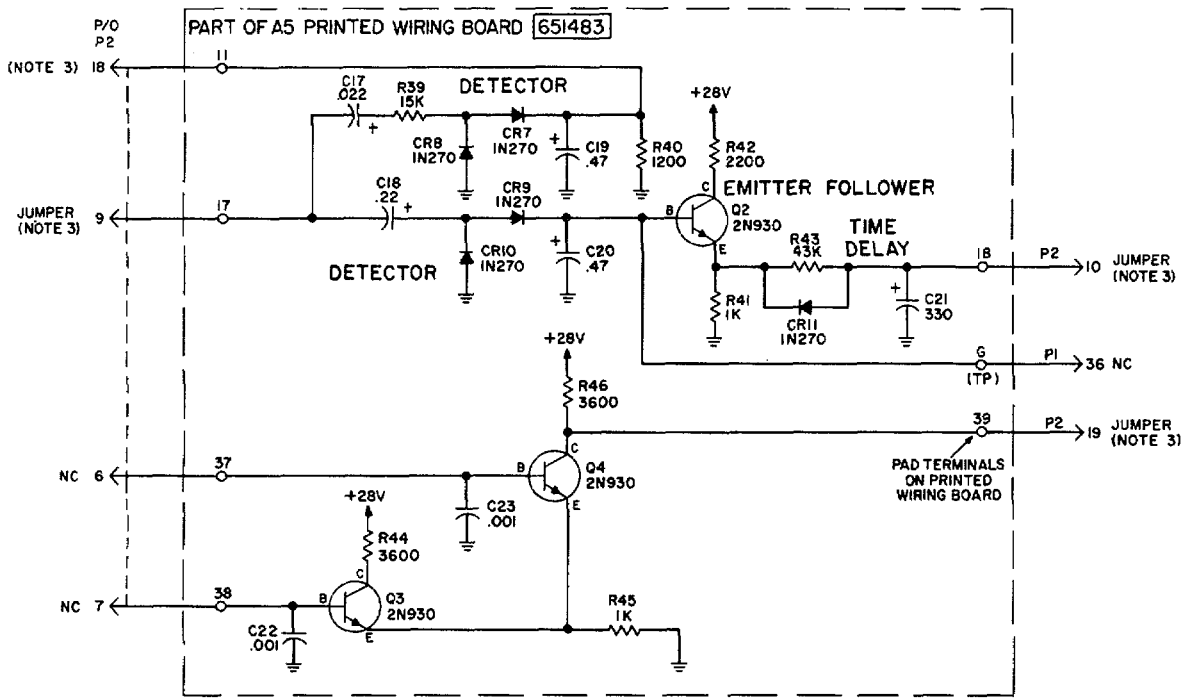 P/O
P2
PART OF A5 PRINTED WIRING BOARD 651483
(NOTE 3) 18
11
C17
.022
+
R39
15K
DETECTOR
CR8
1N270
CR7
1N270
+
C19
.47
R40
1200
+28V
R42
2200
C
EMITTER FOLLOWER
JUMPER
(NOTE 3)
9
17
C18
.22
+
CR9
1N270
B
Q2
2N930
E
DETECTOR
CR10
1N270
+
C20
.47
TIME
DELAY
R43
43K
R41
1K
CR11
1N270
+
C21
330
18
P2
10 JUMPER
(NOTE 3)
+28V
G
(TP)
P1
36 NC
R46
3600
39
P2
19 JUMPER
(NOTE 3)
PAD TERMINALS
ON PRINTED
WIRING BOARD
NC 6
37
B
C
Q4
2N930
E
C23
.001
+28V
R44
3600
NC 7
38
B
C
Q3
2N930
E
C22
.001
R45
1K